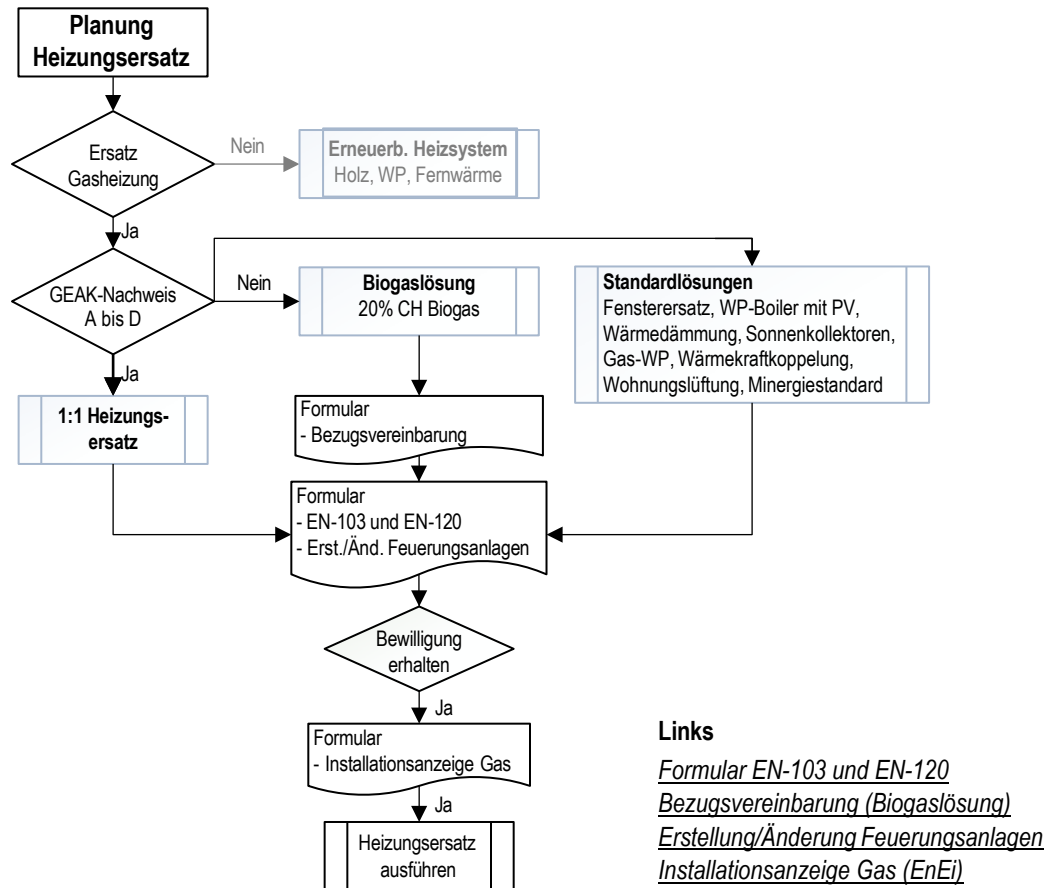 Planung
Heizungsersatz
Ersatz
Gasheizung
Nein
Erneuerb. Heizsystem
Holz, WP, Fernwärme
Ja
GEAK-Nachweis
A bis D
Nein
Biogaslösung
20% CH Biogas
Standardlösungen
Fensterersatz, WP-Boiler mit PV,
Wärmedämmung, Sonnenkollektoren,
Gas-WP, Wärmekraftkoppelung,
Wohnungslüftung, Minergiestandard
Ja
1:1 Heizungs-
ersatz
Formular
- Bezugsvereinbarung
Formular
- EN-103 und EN-120
- Erst./Änd. Feuerungsanlagen
Bewilligung
erhalten
Ja
Formular
- Installationsanzeige Gas
Ja
Heizungsersatz
ausführen
Links
Formular EN-103 und EN-120
Bezugsvereinbarung (Biogaslösung)
Erstellung/Änderung Feuerungsanlagen
Installationsanzeige Gas (EnEi)